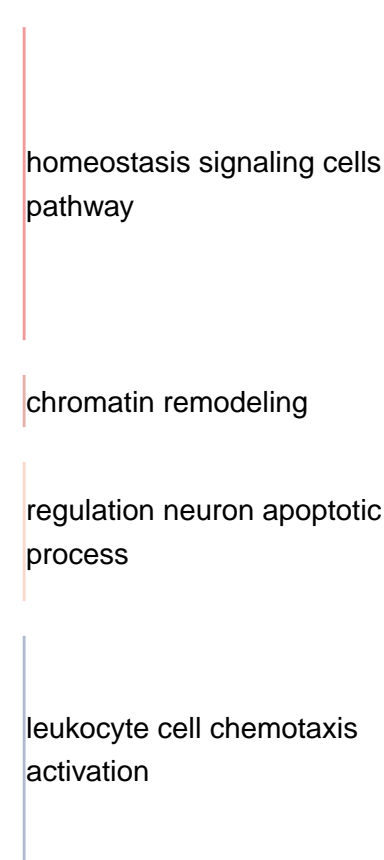 homeostasis signaling cells
pathway
chromatin remodeling
regulation neuron apoptotic
process
leukocyte cell chemotaxis
activation